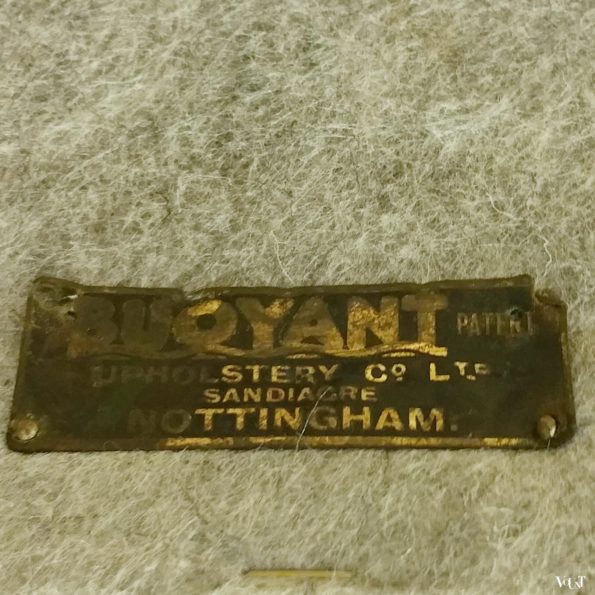 BUOYANT PATENT
UPHOLSTERY Cº LTD
SANDIACRE
NOTTINGHAM.